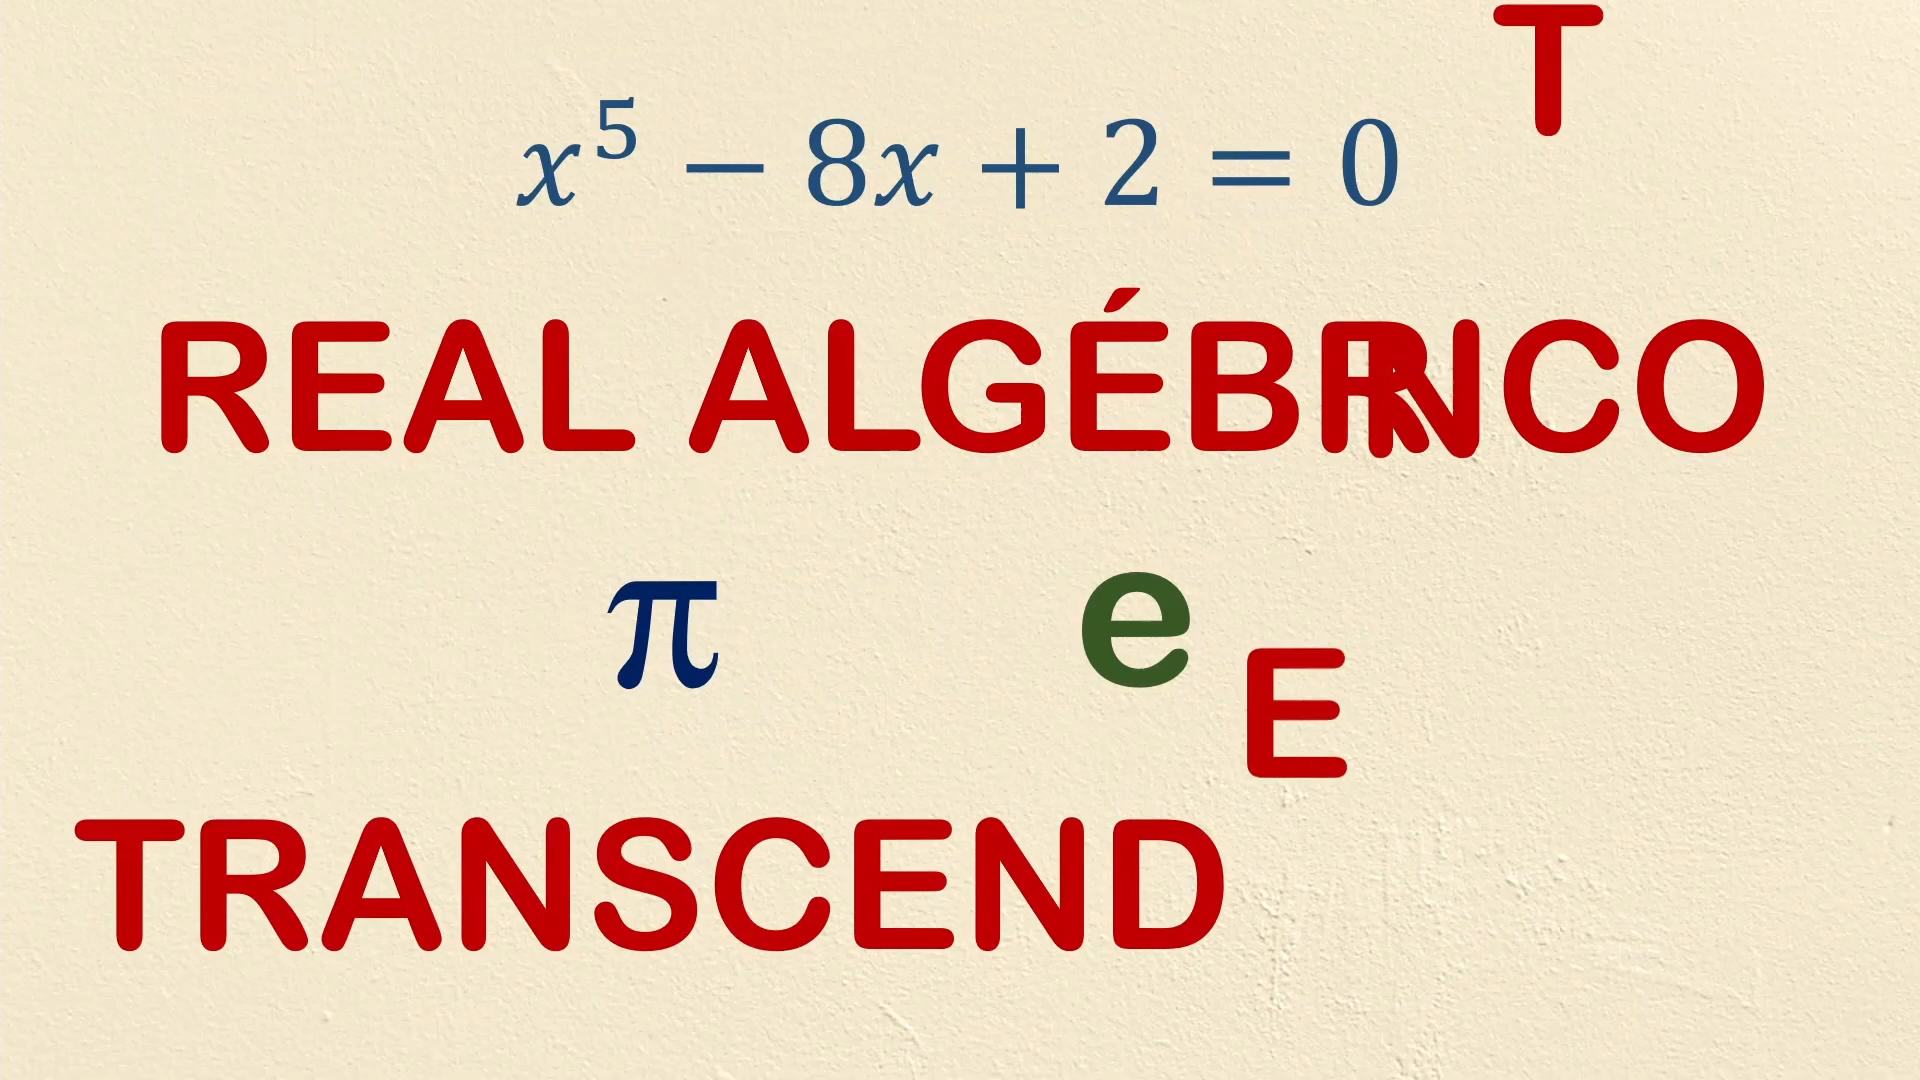 T
x⁵ − 8x + 2 = 0
REAL ALGÉBRICO
N
π e
E
TRANSCEND